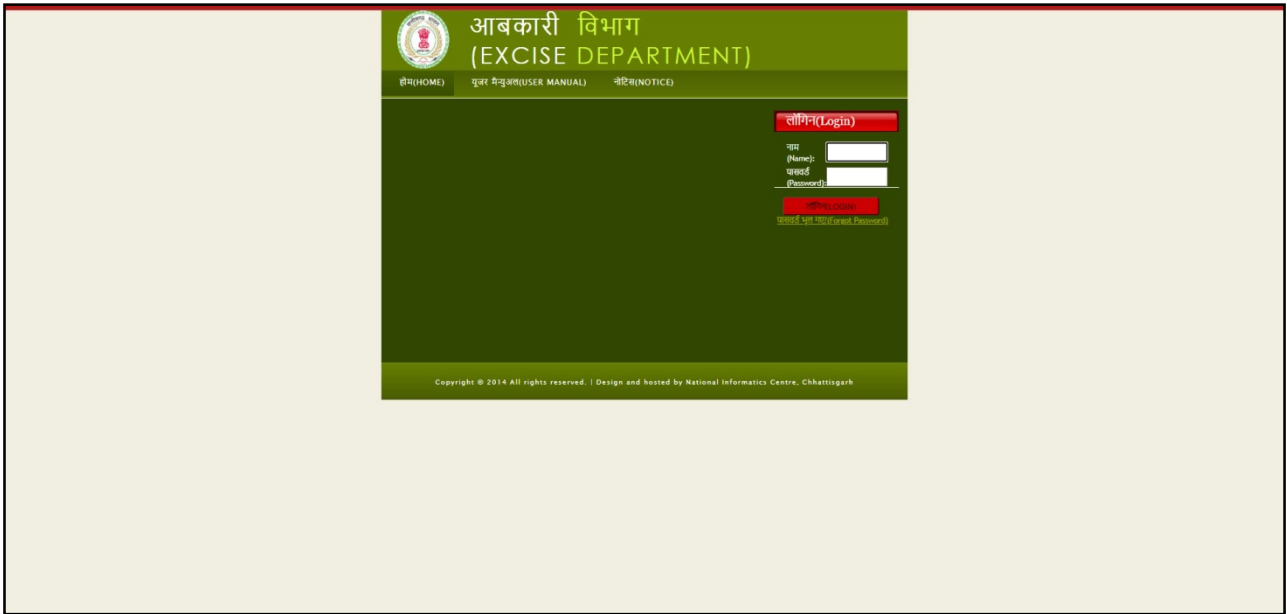 आबकारी विभाग
(EXCISE DEPARTMENT)
होम(HOME) यूजर मैन्युअल(USER MANUAL) नोटिस(NOTICE)
लॉगिन(Login)
नाम
(Name):
पासवर्ड
(Password):
लॉगिन(LOGIN)
पासवर्ड भूल गए?(Forgot Password)
Copyright © 2014 All rights reserved. | Design and hosted by National Informatics Centre, Chhattisgarh